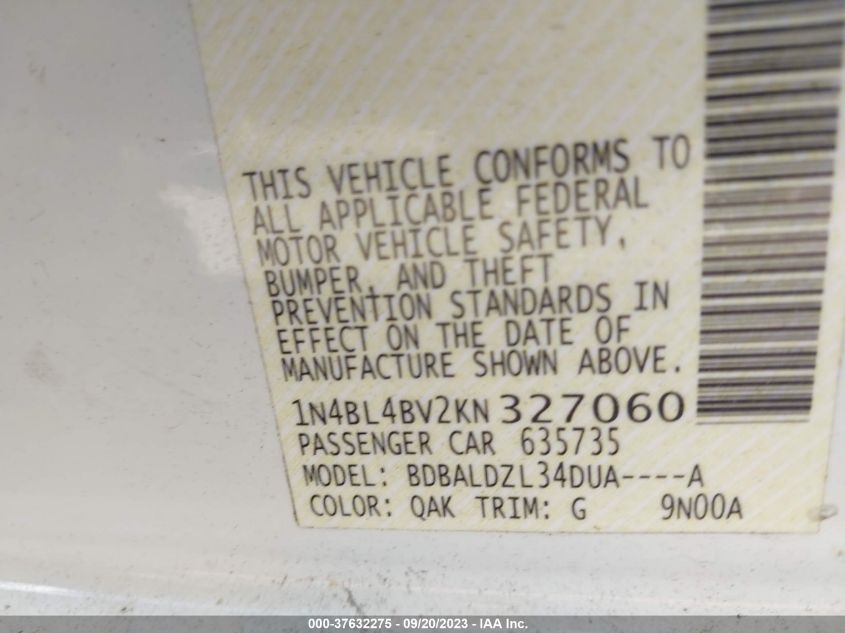 THIS VEHICLE CONFORMS TO
ALL APPLICABLE FEDERAL
MOTOR VEHICLE SAFETY,
BUMPER, AND THEFT
PREVENTION STANDARDS IN
EFFECT ON THE DATE OF
MANUFACTURE SHOWN ABOVE.
1N4BL4BV2KN327060
PASSENGER CAR 635735
MODEL: BDBALDZL34DUA----A
COLOR: QAK TRIM: G 9N00A
000-37632275 - 09/20/2023 - IAA Inc.